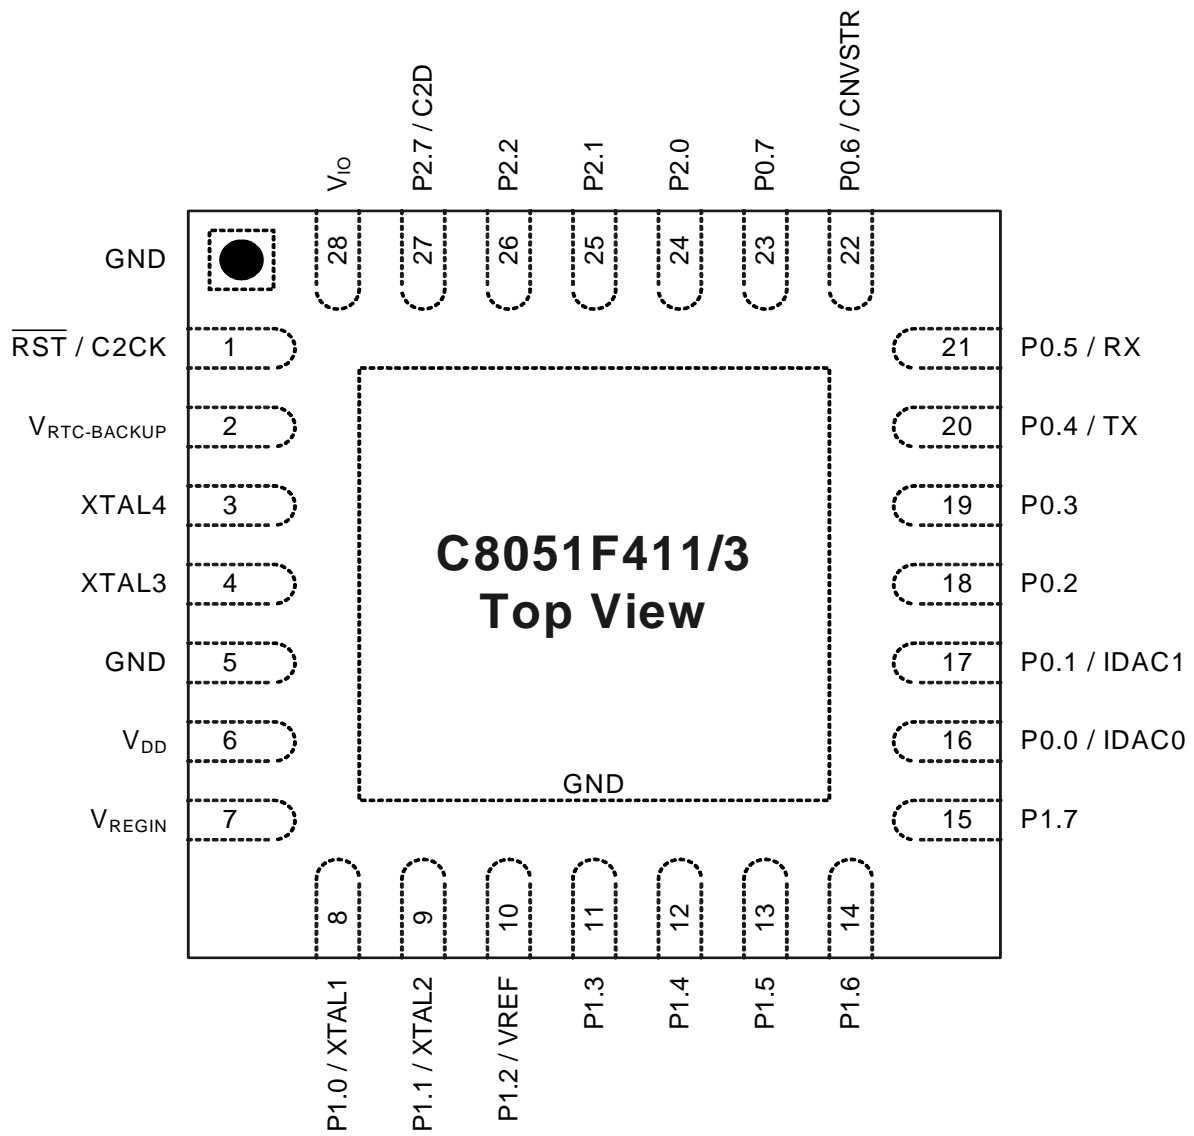 VIO
P2.7 / C2D
P2.2
P2.1
P2.0
P0.7
P0.6 / CNVSTR
28
27
26
25
24
23
22
GND
RST / C2CK
1
VRTC-BACKUP
2
XTAL4
3
XTAL3
4
GND
5
VDD
6
VREGIN
7
C8051F411/3
Top View
GND
21
P0.5 / RX
20
P0.4 / TX
19
P0.3
18
P0.2
17
P0.1 / IDAC1
16
P0.0 / IDAC0
15
P1.7
8
9
10
11
12
13
14
P1.0 / XTAL1
P1.1 / XTAL2
P1.2 / VREF
P1.3
P1.4
P1.5
P1.6